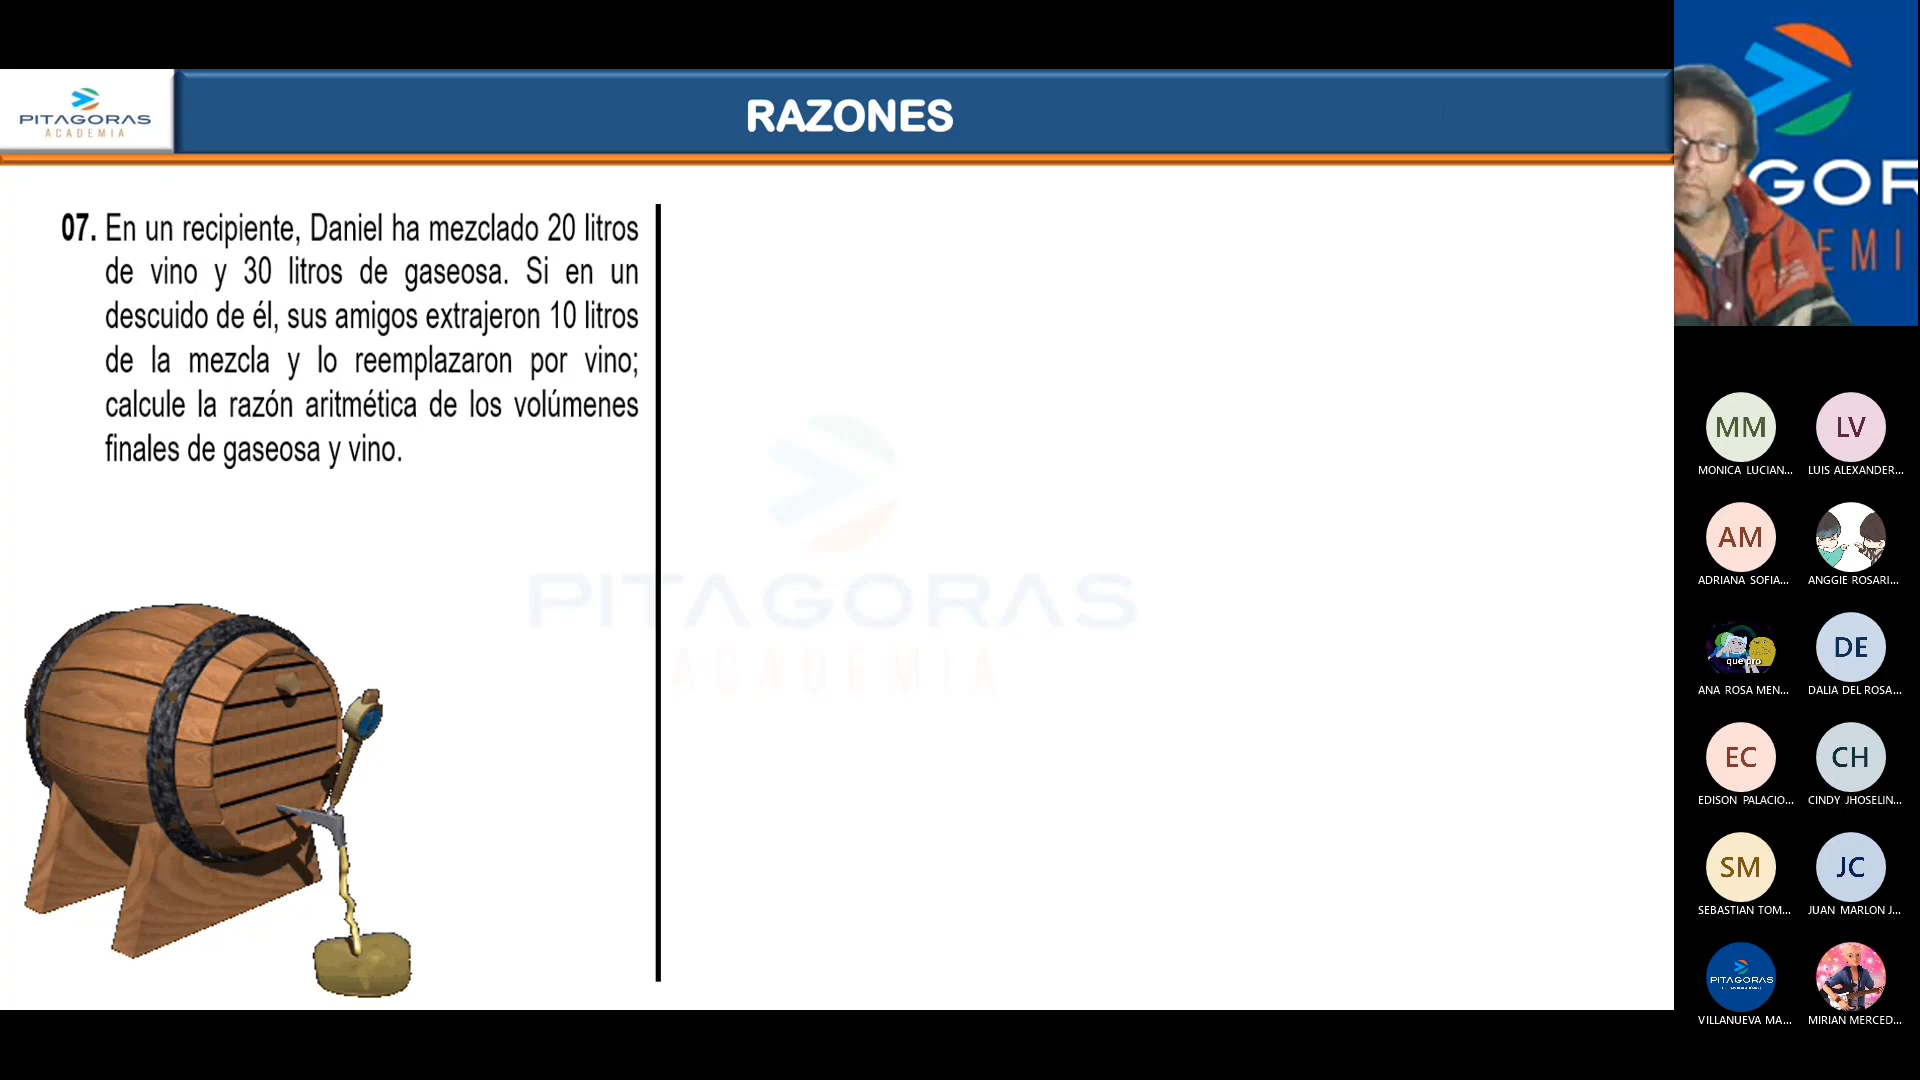 PITAGORAS
ACADEMIA
RAZONES
07. En un recipiente, Daniel ha mezclado 20 litros
de vino y 30 litros de gaseosa. Si en un
descuido de él, sus amigos extrajeron 10 litros
de la mezcla y lo reemplazaron por vino;
calcule la razón aritmética de los volúmenes
finales de gaseosa y vino.
PITAGORAS
ACADEMIA
GOR
EMI
MM
LV
MONICA LUCIAN...
LUIS ALEXANDER...
AM
ADRIANA SOFIA...
ANGGIE ROSARI...
que pro
DE
ANA ROSA MEN...
DALIA DEL ROSA...
EC
CH
EDISON PALACIO...
CINDY JHOSELIN...
SM
JC
SEBASTIAN TOM...
JUAN MARLON J...
PITAGORAS
VILLANUEVA MA...
MIRIAN MERCED...